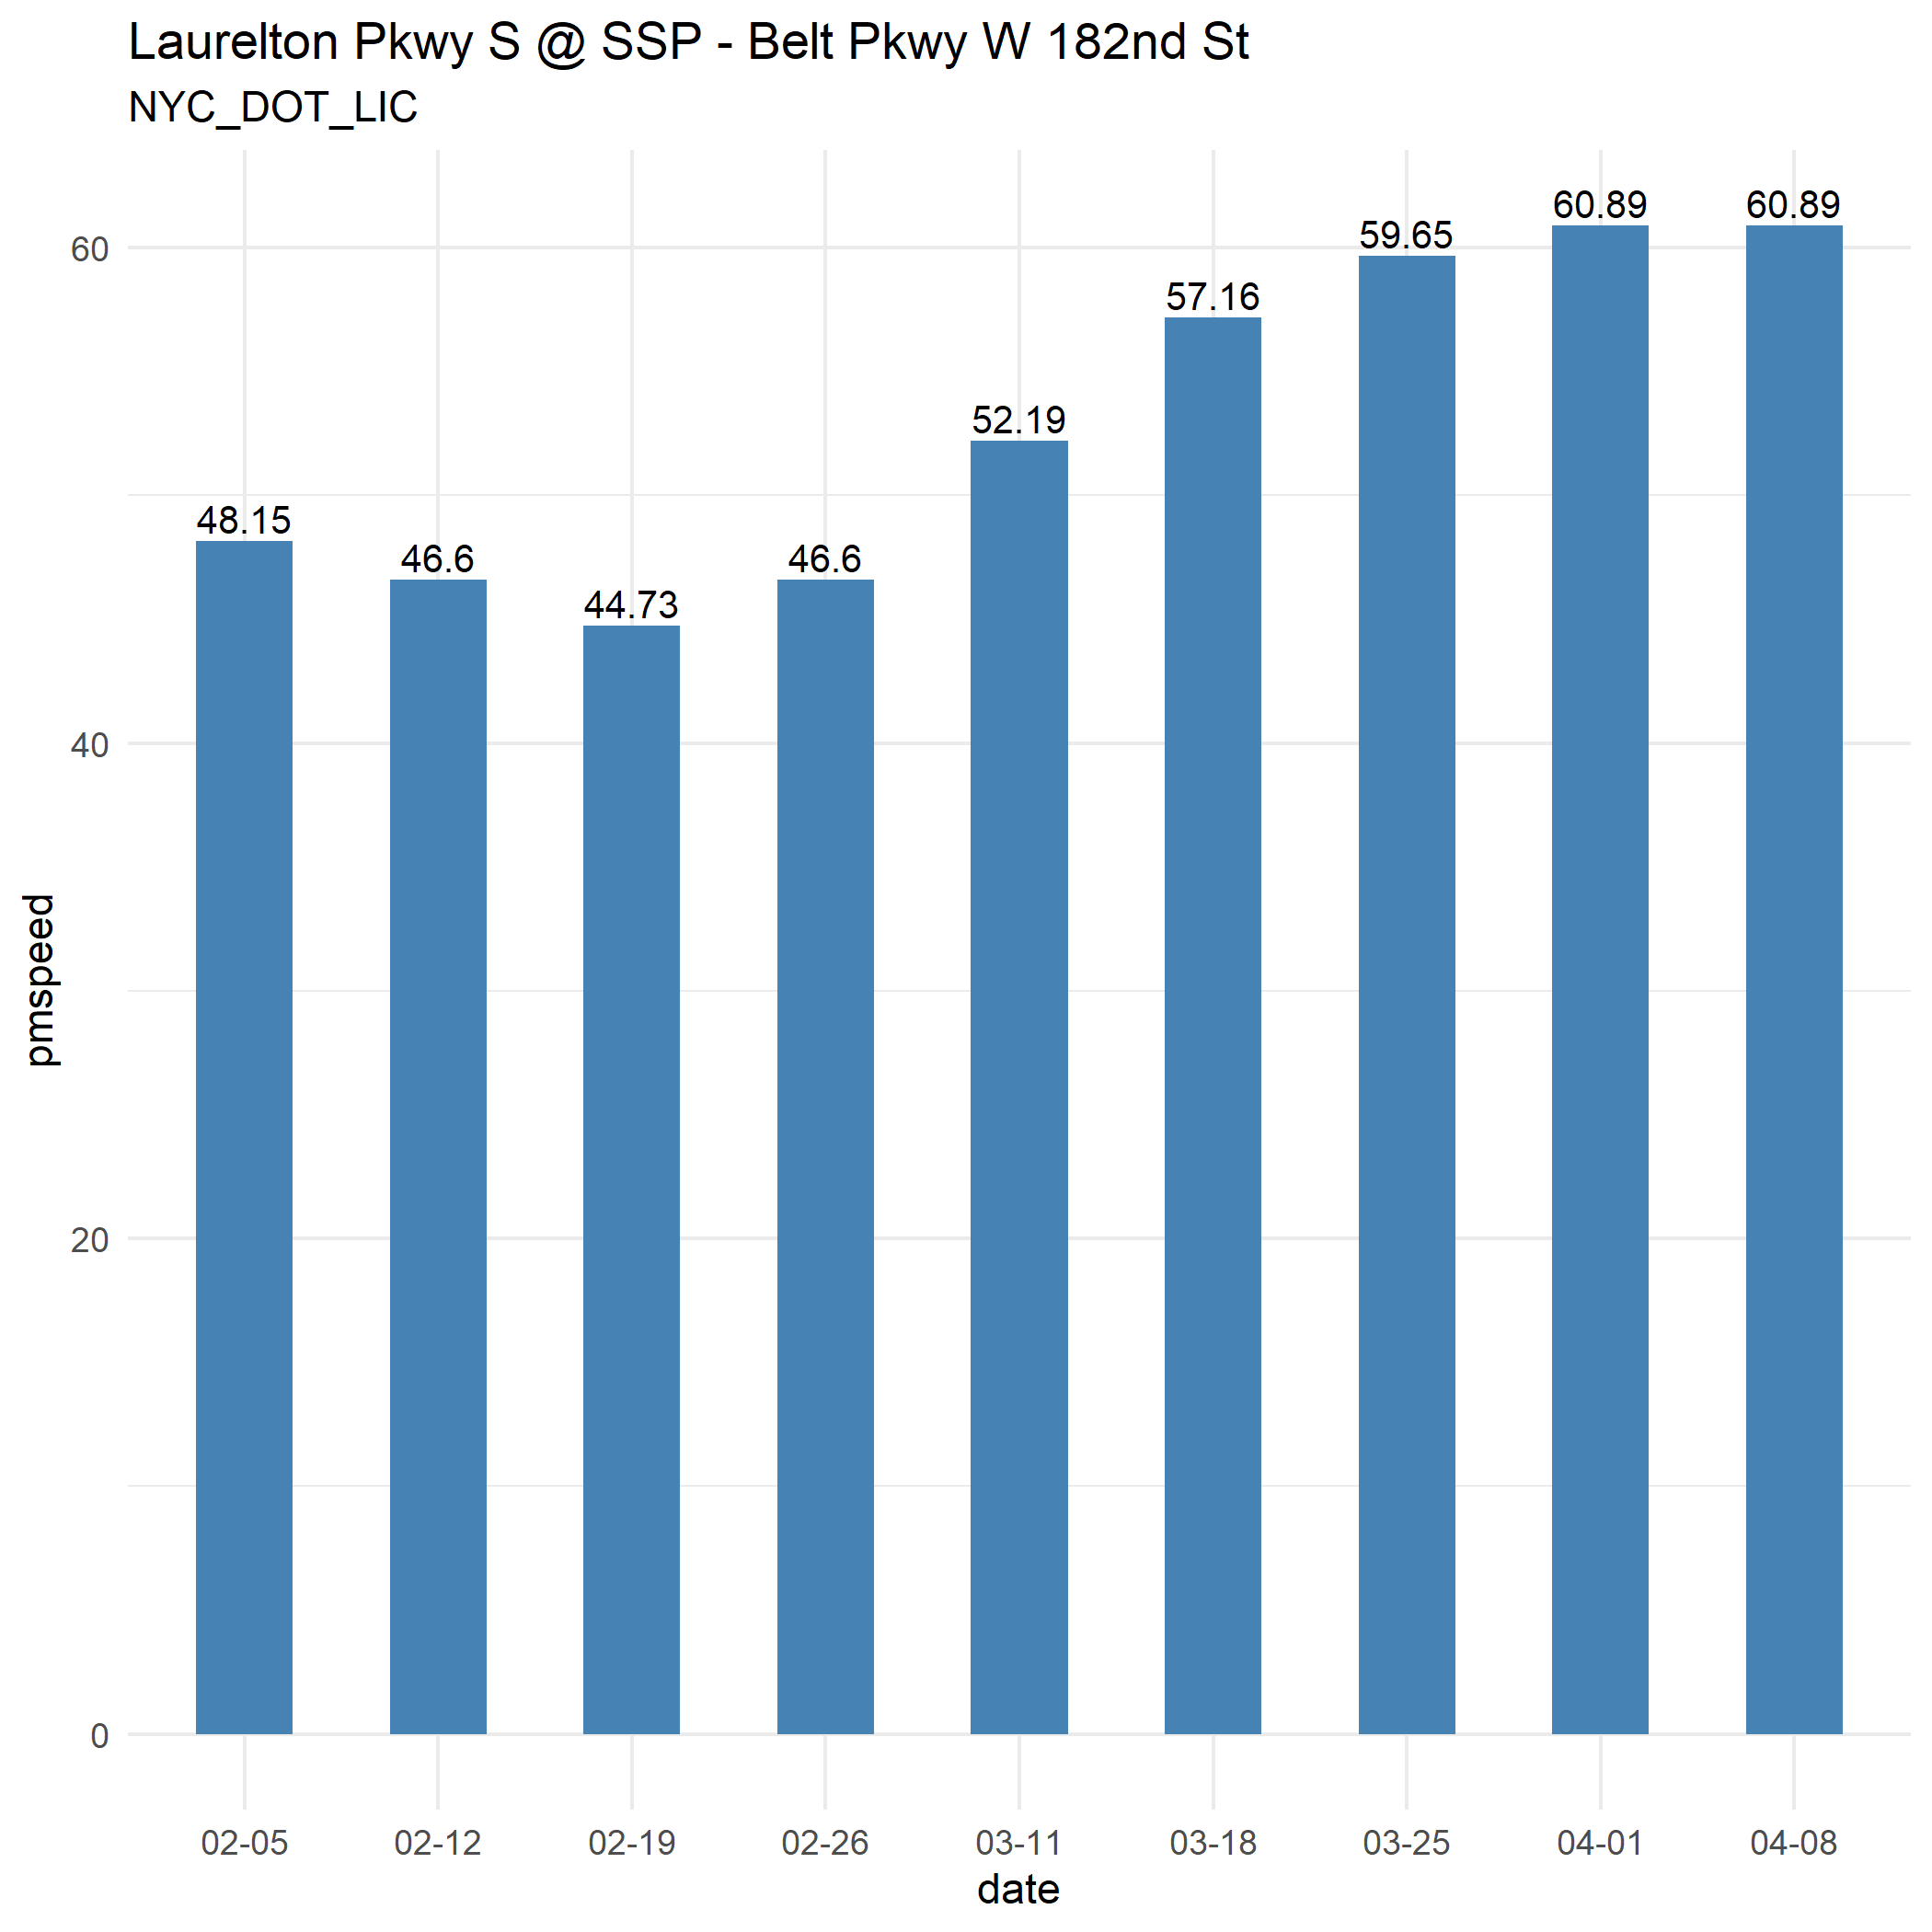 Laurelton Pkwy S @ SSP - Belt Pkwy W 182nd St
NYC_DOT_LIC
48.15
46.6
44.73
46.6
52.19
57.16
59.65
60.89
60.89
60
40
20
0
pmspeed
02-05 02-12 02-19 02-26 03-11 03-18 03-25 04-01 04-08
date